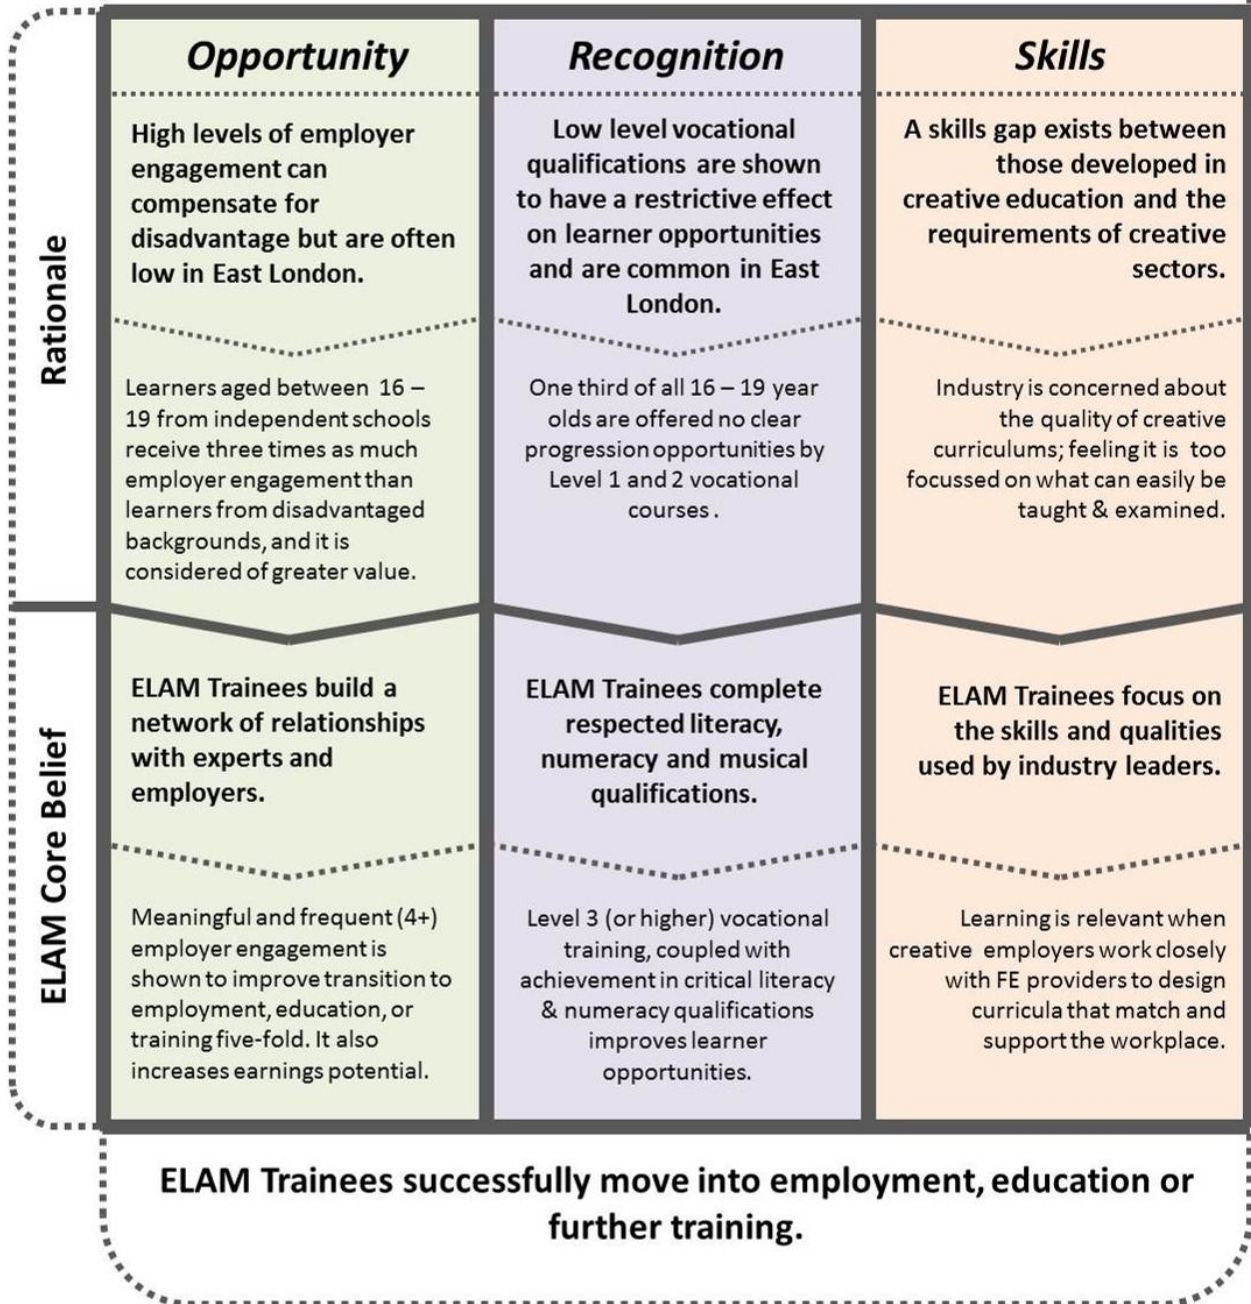 Opportunity
High levels of employer
engagement can
compensate for
disadvantage but are often
low in East London.
Learners aged between 16 –
19 from independent schools
receive three times as much
employer engagement than
learners from disadvantaged
backgrounds, and it is
considered of greater value.
Recognition
Low level vocational
qualifications are shown
to have a restrictive effect
on learner opportunities
and are common in East
London.
One third of all 16 – 19 year
olds are offered no clear
progression opportunities by
Level 1 and 2 vocational
courses .
Skills
A skills gap exists between
those developed in
creative education and the
requirements of creative
sectors.
Industry is concerned about
the quality of creative
curriculums; feeling it is too
focussed on what can easily be
taught & examined.
Rationale
ELAM Trainees build a
network of relationships
with experts and
employers.
Meaningful and frequent (4+)
employer engagement is
shown to improve transition to
employment, education, or
training five-fold. It also
increases earnings potential.
ELAM Trainees complete
respected literacy,
numeracy and musical
qualifications.
Level 3 (or higher) vocational
training, coupled with
achievement in critical literacy
& numeracy qualifications
improves learner
opportunities.
ELAM Trainees focus on
the skills and qualities
used by industry leaders.
Learning is relevant when
creative employers work closely
with FE providers to design
curricula that match and
support the workplace.
ELAM Core Belief
ELAM Trainees successfully move into employment, education or
further training.